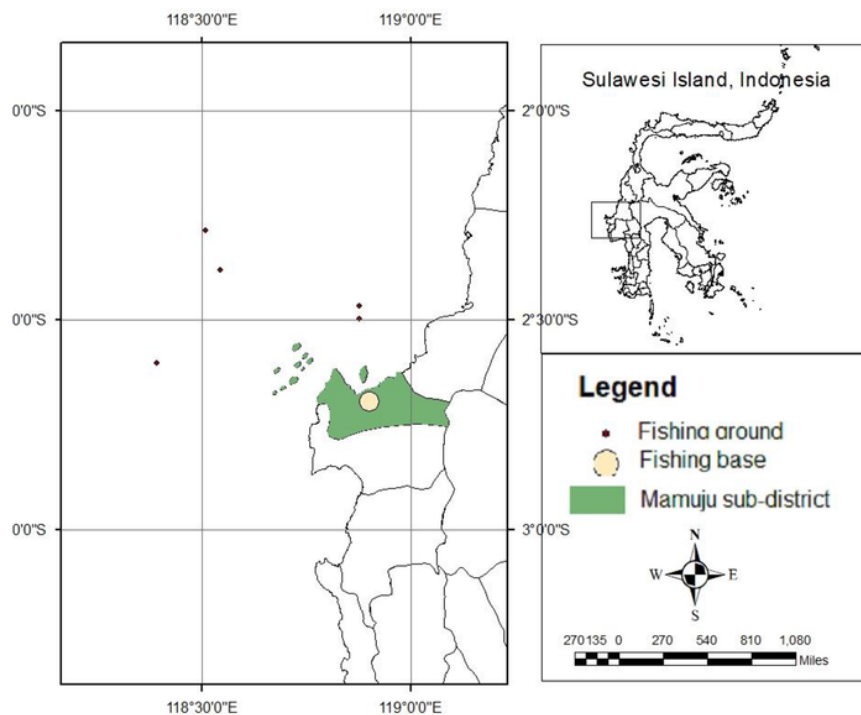 118°30'0"E 119°0'0"E
0'0"S 2°0'0"S
0'0"S 2°30'0"S
0'0"S 3°0'0"S
118°30'0"E 119°0'0"E
Sulawesi Island, Indonesia
Legend
Fishing ground
Fishing base
Mamuju sub-district
N
W E
S
270 135 0 270 540 810 1,080
Miles